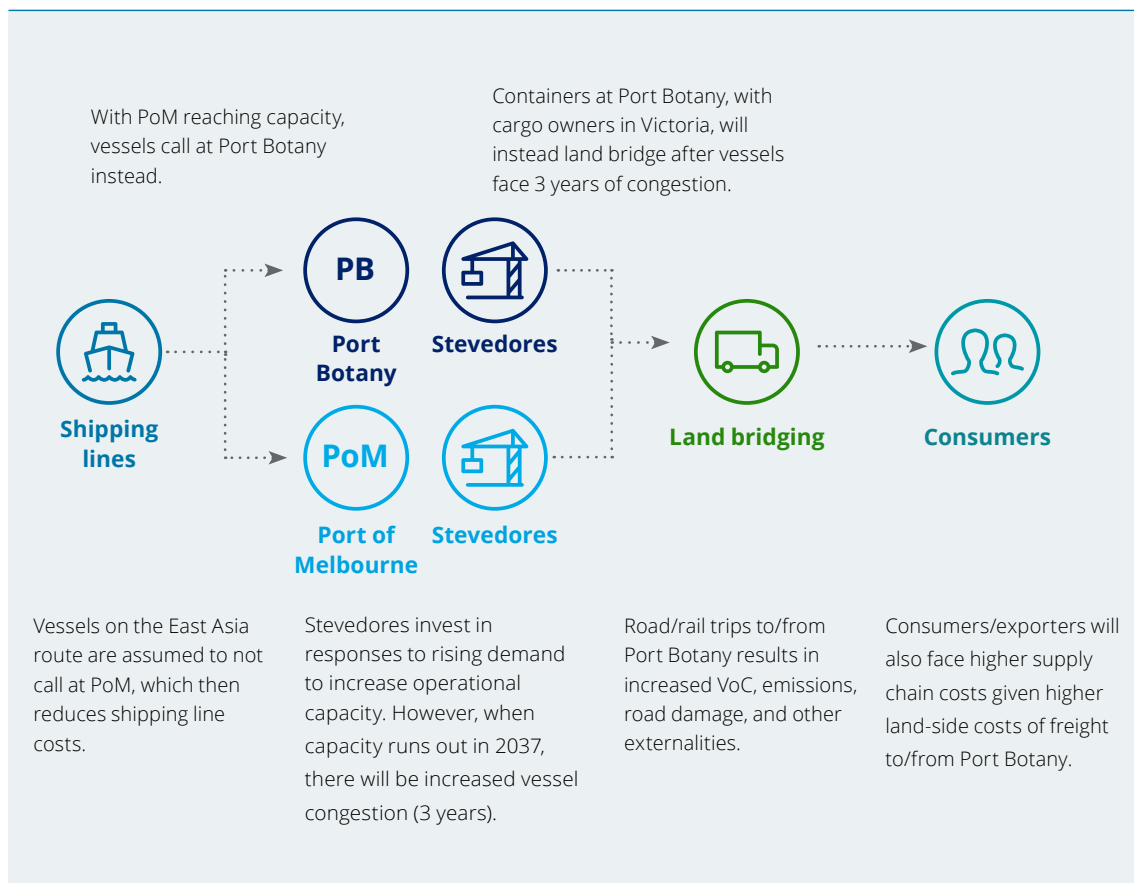 With PoM reaching capacity,
vessels call at Port Botany
instead.
Containers at Port Botany, with
cargo owners in Victoria, will
instead land bridge after vessels
face 3 years of congestion.
PB
Port
Botany
Stevedores
Shipping
lines
PoM
Port of
Melbourne
Stevedores
Land bridging
Consumers
Vessels on the East Asia
route are assumed to not
call at PoM, which then
reduces shipping line
costs.
Stevedores invest in
responses to rising demand
to increase operational
capacity. However, when
capacity runs out in 2037,
there will be increased vessel
congestion (3 years).
Road/rail trips to/from
Port Botany results in
increased VoC, emissions,
road damage, and other
externalities.
Consumers/exporters will
also face higher supply
chain costs given higher
land-side costs of freight
to/from Port Botany.